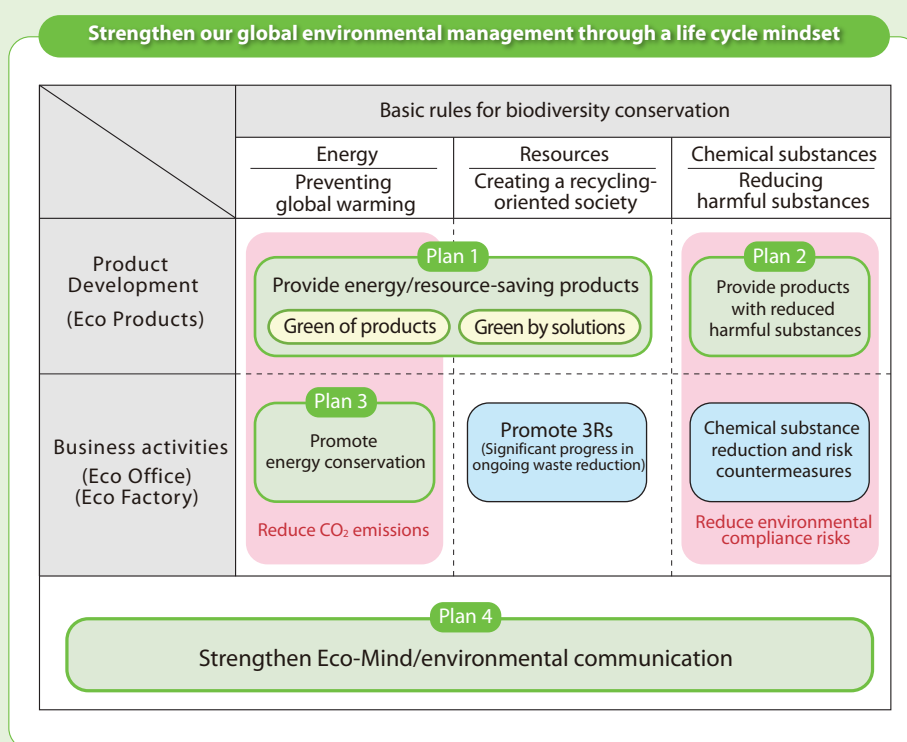 Strengthen our global environmental management through a life cycle mindset
Basic rules for biodiversity conservation
Energy
Preventing
global warming
Resources
Creating a recycling-
oriented society
Chemical substances
Reducing
harmful substances
Product
Development
(Eco Products)
Plan 1
Provide energy/resource-saving products
Green of products
Green by solutions
Plan 2
Provide products
with reduced
harmful substances
Business activities
(Eco Office)
(Eco Factory)
Plan 3
Promote
energy conservation
Reduce CO₂ emissions
Promote 3Rs
(Significant progress in
ongoing waste reduction)
Chemical substance
reduction and risk
countermeasures
Reduce environmental
compliance risks
Plan 4
Strengthen Eco-Mind/environmental communication